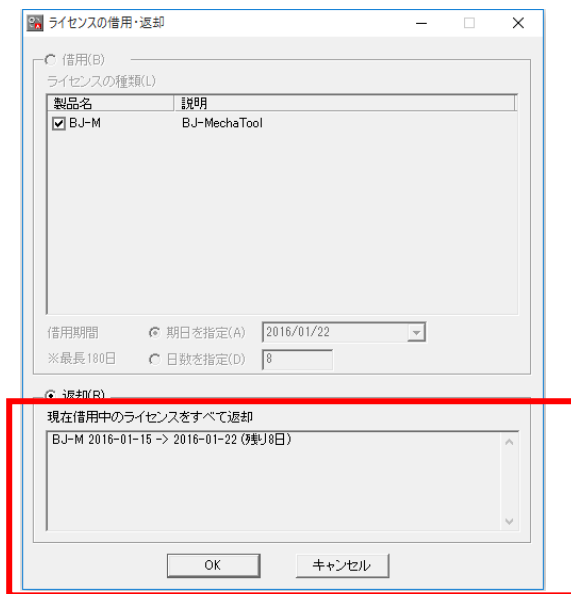 ライセンスの借用・返却
借用(B)
ライセンスの種類(L)
製品名 説明
BJ-M BJ-MechaTool
借用期間 期日を指定(A) 2016/01/22
※最長180日 日数を指定(D) 8
返却(R)
現在借用中のライセンスをすべて返却
BJ-M 2016-01-15 -> 2016-01-22 (残り8日)
OK キャンセル